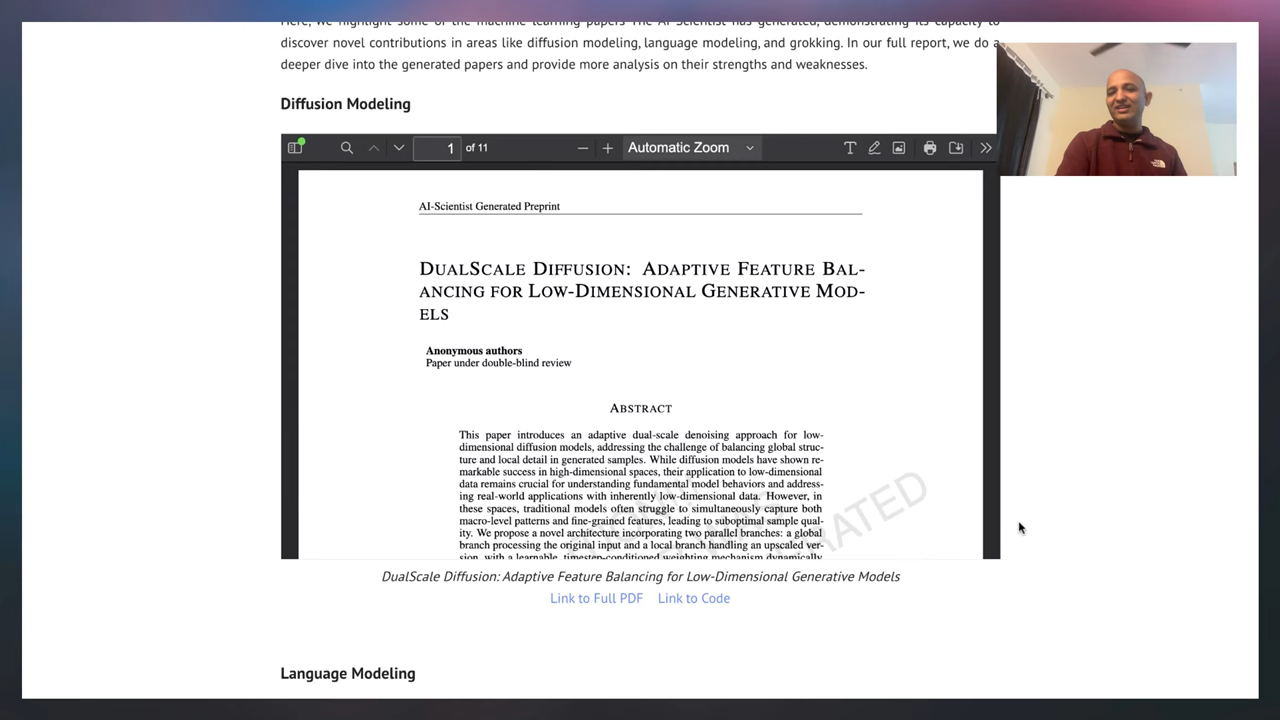 Here, we highlight some of the machine learning papers The AI Scientist has generated, demonstrating its capacity to
discover novel contributions in areas like diffusion modeling, language modeling, and grokking. In our full report, we do a
deeper dive into the generated papers and provide more analysis on their strengths and weaknesses.
Diffusion Modeling
1 of 11
Automatic Zoom
AI-Scientist Generated Preprint
DUALSCALE DIFFUSION: ADAPTIVE FEATURE BAL-
ANCING FOR LOW-DIMENSIONAL GENERATIVE MOD-
ELS
Anonymous authors
Paper under double-blind review
ABSTRACT
This paper introduces an adaptive dual-scale denoising approach for low-
dimensional diffusion models, addressing the challenge of balancing global struc-
ture and local detail in generated samples. While diffusion models have shown re-
markable success in high-dimensional spaces, their application to low-dimensional
data remains crucial for understanding fundamental model behaviors and address-
ing real-world applications with inherently low-dimensional data. However, in
these spaces, traditional models often struggle to simultaneously capture both
macro-level patterns and fine-grained features, leading to suboptimal sample qual-
ity. We propose a novel architecture incorporating two parallel branches: a global
branch processing the original input and a local branch handling an upscaled ver-
sion, with a learnable, timestep-conditioned weighting mechanism dynamically
DualScale Diffusion: Adaptive Feature Balancing for Low-Dimensional Generative Models
Link to Full PDF Link to Code
Language Modeling